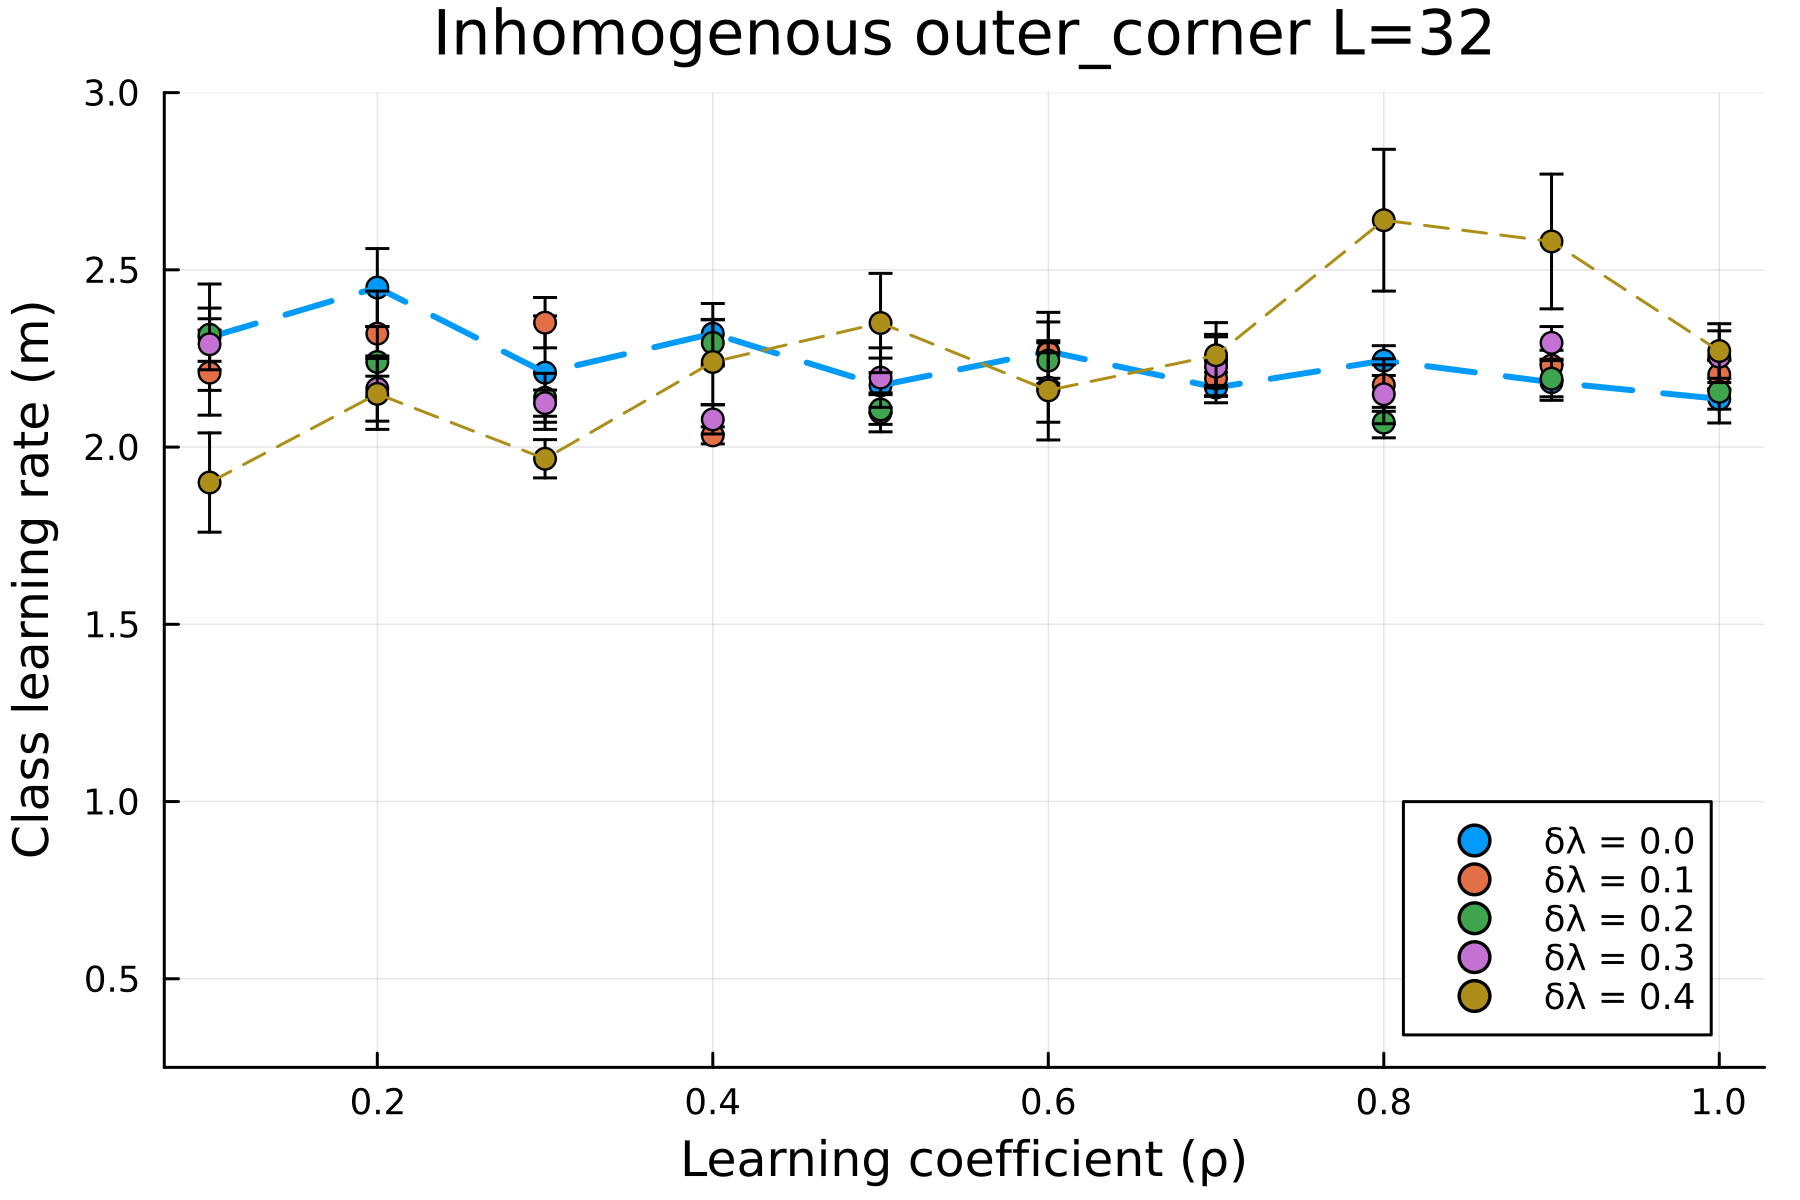 Inhomogenous outer_corner L=32
Class learning rate (m)
3.0
2.5
2.0
1.5
1.0
0.5
δλ = 0.0
δλ = 0.1
δλ = 0.2
δλ = 0.3
δλ = 0.4
0.2 0.4 0.6 0.8 1.0
Learning coefficient (ρ)